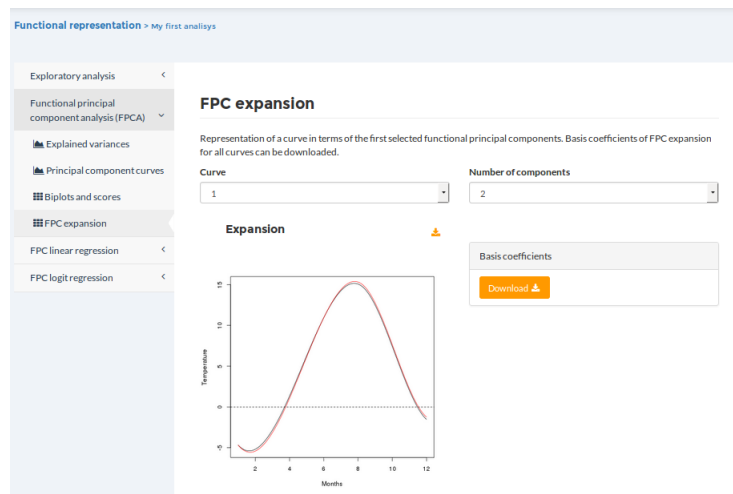 Functional representation > My first analisys
Exploratory analysis
Functional principal
component analysis (FPCA)
Explained variances
Principal component curves
Biplots and scores
FPC expansion
FPC linear regression
FPC logit regression
FPC expansion
Representation of a curve in terms of the first selected functional principal components. Basis coefficients of FPC expansion
for all curves can be downloaded.
Curve
Number of components
1
2
Expansion
Basis coefficients
Download
15
10
5
0
-5
Temperature
2 4 6 8 10 12
Months